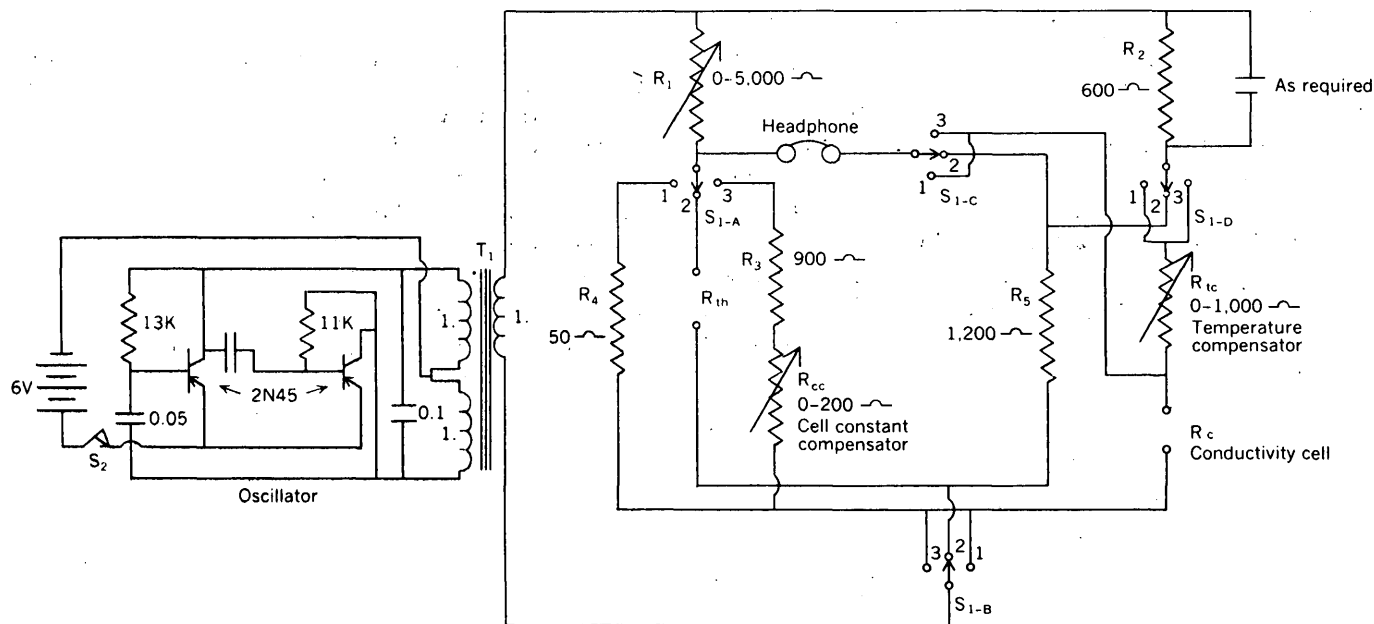 R2
As required
R1
0-5,000
600
3
Headphone
2
1
S1-C
1
3
2
S1-A
1
3
2
S1-D
T1
R3
900
Rtc
0-1,000
Temperature
compensator
Rth
R4
50
R5
1,200
13K
11K
1.
1.
1.
6V
2N45
Rcc
0-200
Cell constant
compensator
0.05
0.1
1.
S2
Rc
Conductivity cell
Oscillator
3
2
1
S1-B